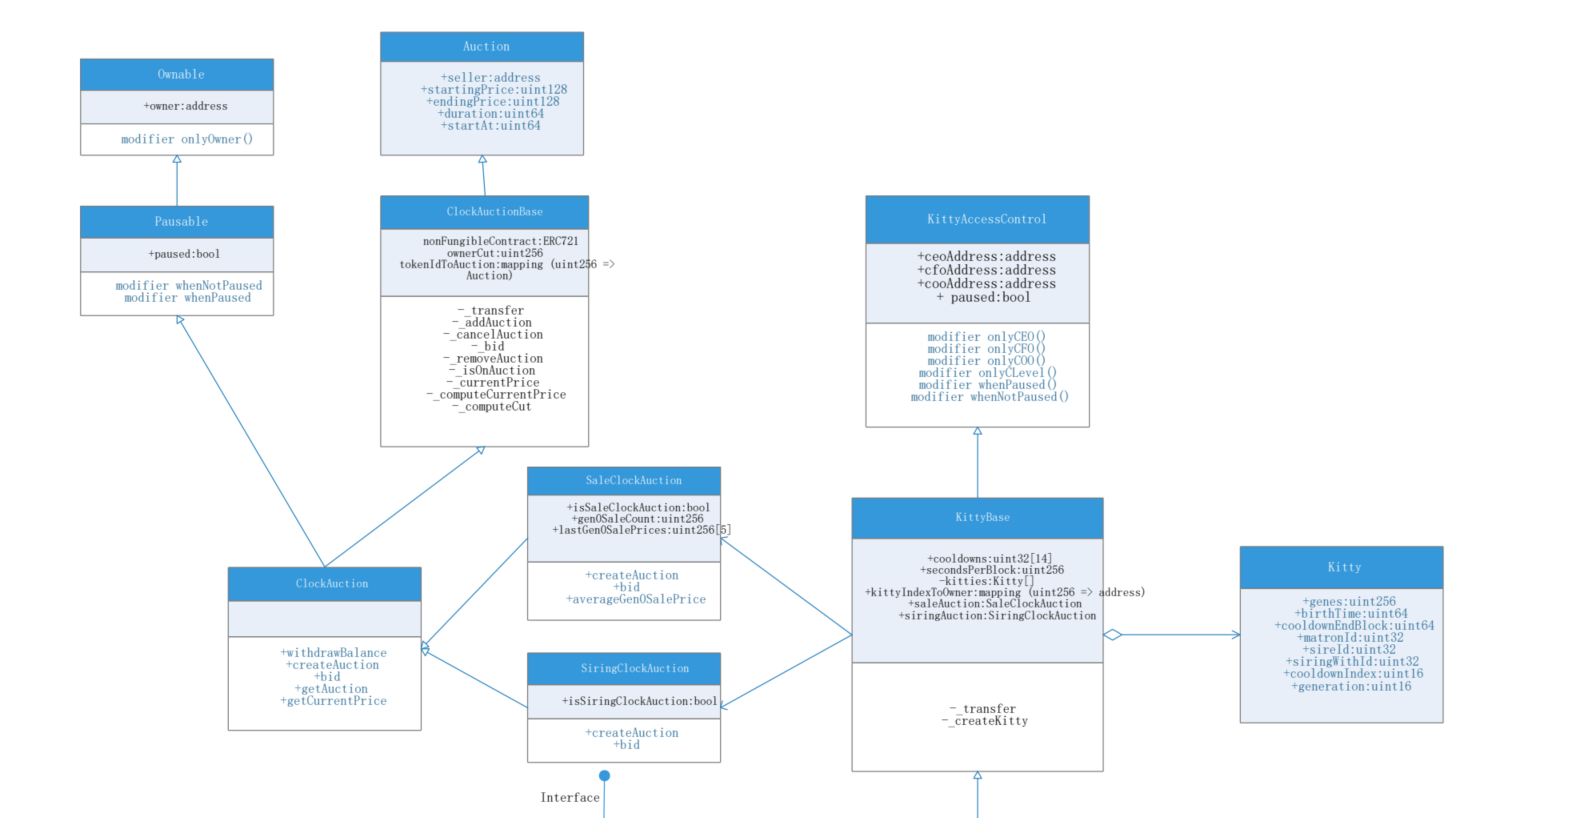 Ownable
+owner:address
modifier onlyOwner()
Pausable
+paused:bool
modifier whenNotPaused
modifier whenPaused
Auction
+seller:address
+startingPrice:uint128
+endingPrice:uint128
+duration:uint64
+startAt:uint64
ClockAuctionBase
nonFungibleContract:ERC721
ownerCut:uint256
tokenIdToAuction:mapping (uint256 =>
Auction)
-_transfer
-_addAuction
-_cancelAuction
-_bid
-_removeAuction
-_isOnAuction
-_currentPrice
-_computeCurrentPrice
-_computeCut
KittyAccessControl
+ceoAddress:address
+cfoAddress:address
+cooAddress:address
+ paused:bool
modifier onlyCEO()
modifier onlyCFO()
modifier onlyCOO()
modifier onlyCLevel()
modifier whenPaused()
modifier whenNotPaused()
ClockAuction
+withdrawBalance
+createAuction
+bid
+getAuction
+getCurrentPrice
SaleClockAuction
+isSaleClockAuction:bool
+gen0SaleCount:uint256
+lastGen0SalePrices:uint256[5]
+createAuction
+bid
+averageGen0SalePrice
SiringClockAuction
+isSiringClockAuction:bool
+createAuction
+bid
Interface
KittyBase
+cooldowns:uint32[14]
+secondsPerBlock:uint256
-kitties:Kitty[]
+kittyIndexToOwner:mapping (uint256 => address)
+saleAuction:SaleClockAuction
+siringAuction:SiringClockAuction
-_transfer
-_createKitty
Kitty
+genes:uint256
+birthTime:uint64
+cooldownEndBlock:uint64
+matronId:uint32
+sireId:uint32
+siringWithId:uint32
+cooldownIndex:uint16
+generation:uint16